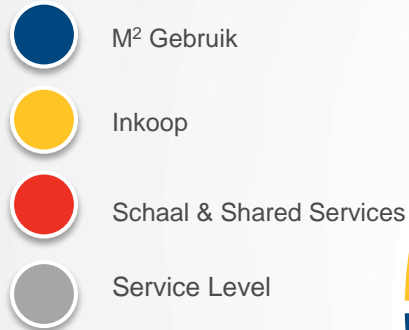 M² Gebruik
Inkoop
Schaal & Shared Services
Service Level